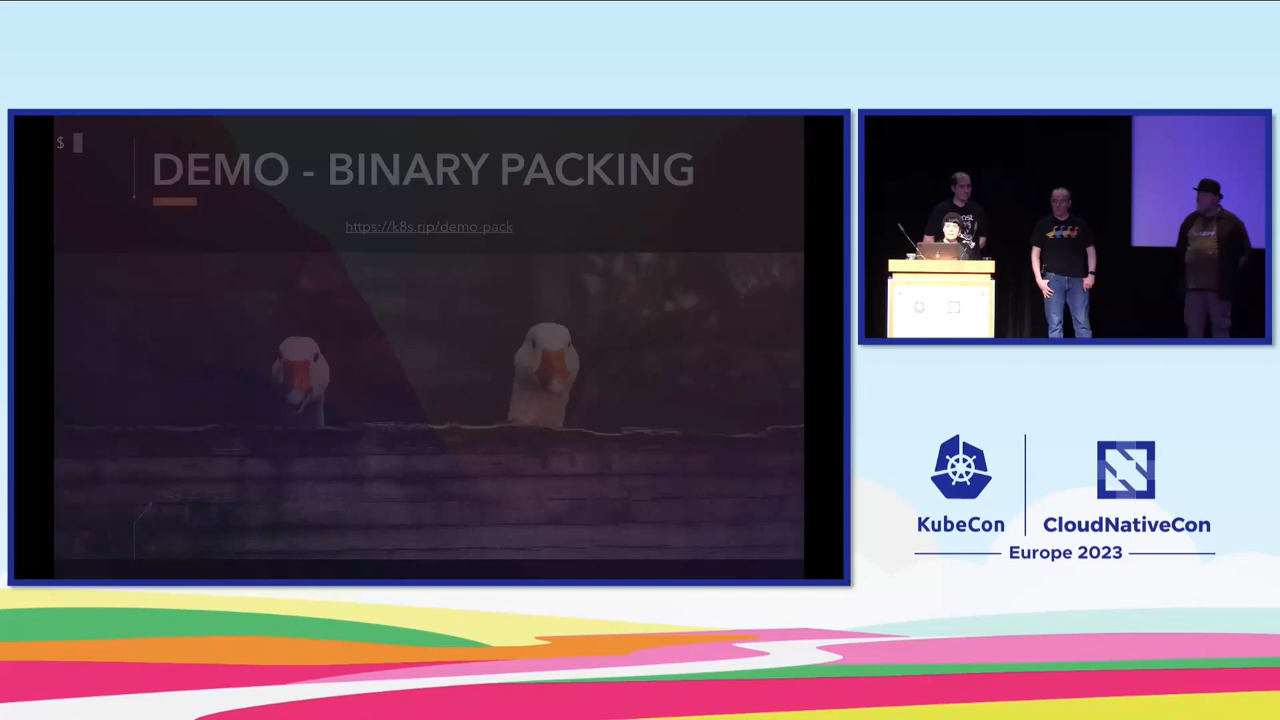 $
DEMO - BINARY PACKING
https://k8s.rip/demo-pack
KubeCon
CloudNativeCon
Europe 2023